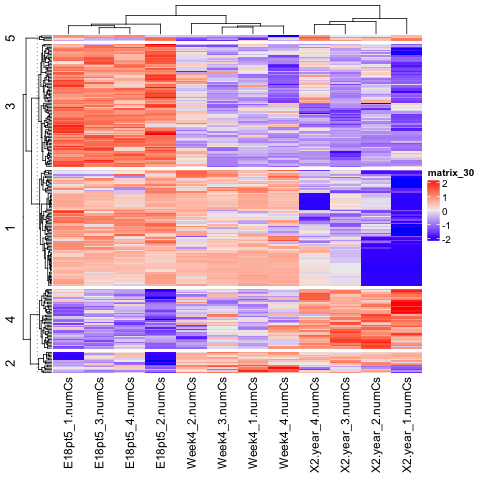 5
3
1
4
2
matrix_30
2
1
0
-1
-2
E18pt5_1.numCs
E18pt5_3.numCs
E18pt5_4.numCs
E18pt5_2.numCs
Week4_2.numCs
Week4_3.numCs
Week4_1.numCs
Week4_4.numCs
X2.year_4.numCs
X2.year_3.numCs
X2.year_2.numCs
X2.year_1.numCs